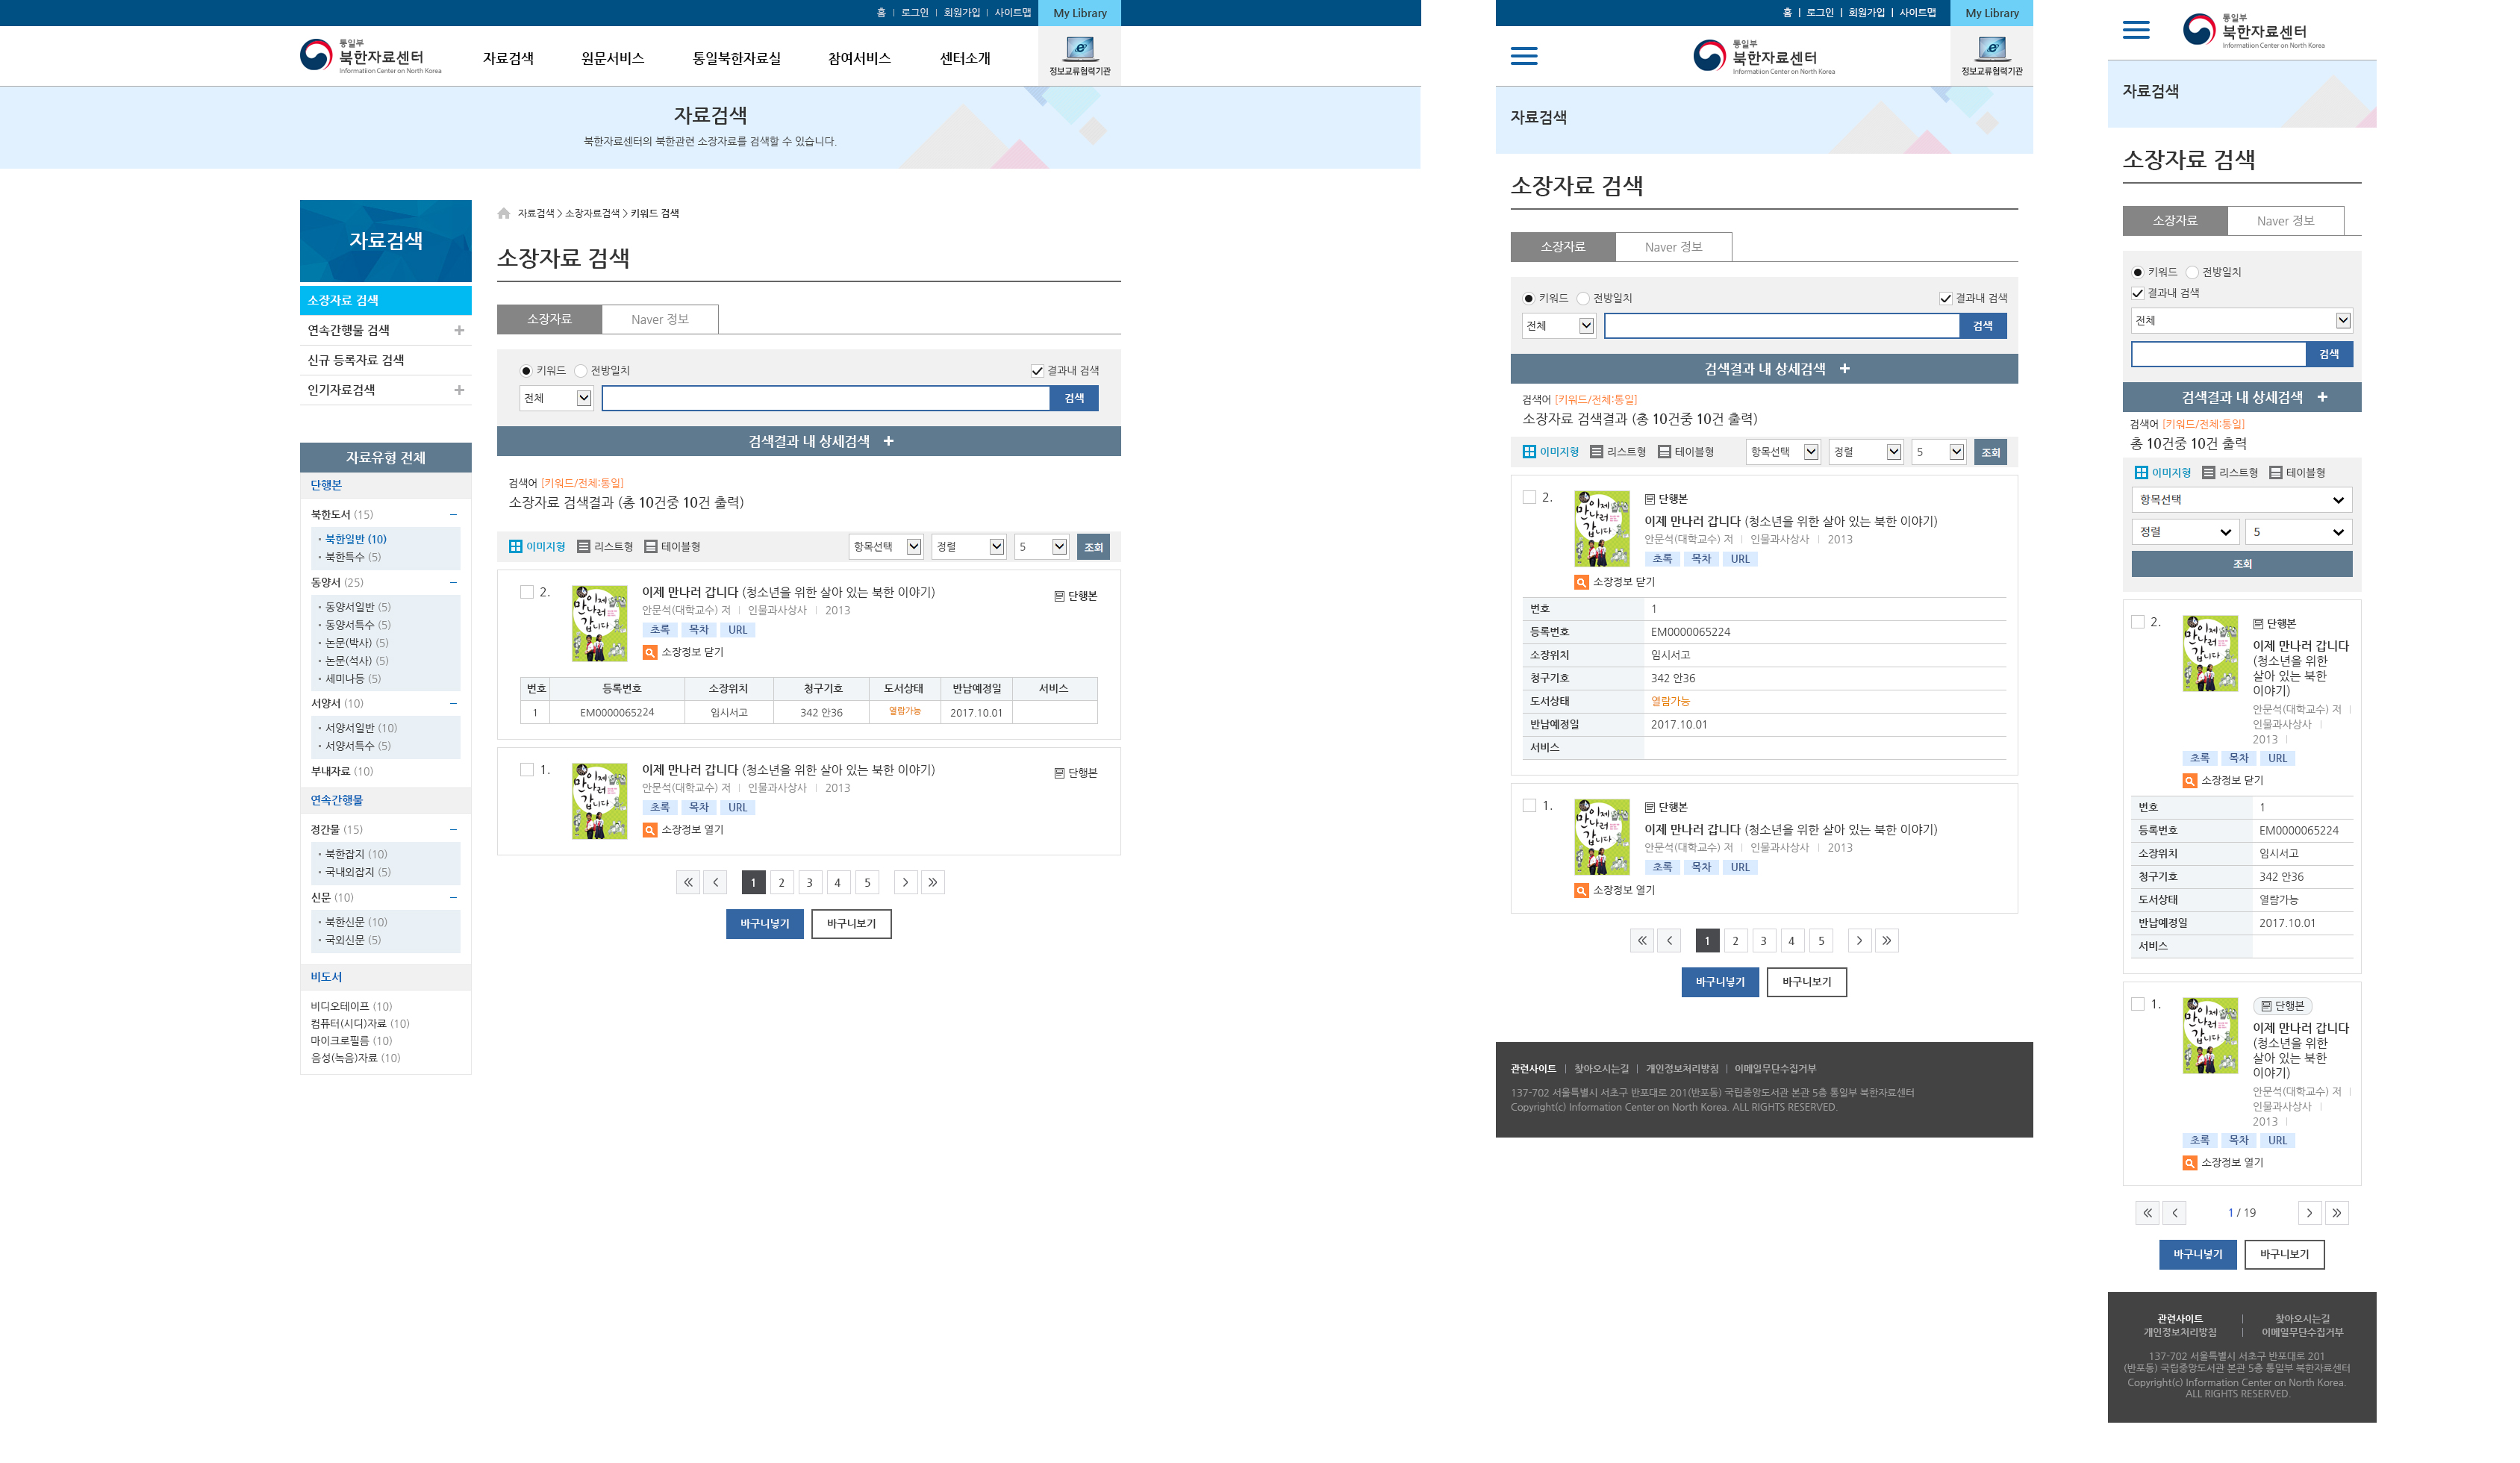 홈 | 로그인 | 회원가입 | 사이트맵 My Library
통일부
북한자료센터
Information Center on North Korea
자료검색 원문서비스 통일북한자료실 참여서비스 센터소개
정보교류협력기관
자료검색
북한자료센터의 북한관련 소장자료를 검색할 수 있습니다.
자료검색
소장자료 검색
연속간행물 검색
신규 등록자료 검색
인기자료검색
자료유형 전체
단행본
북한도서 (15)
북한일반 (10)
북한특수 (5)
동양서 (25)
동양서일반 (5)
동양서특수 (5)
논문(박사) (5)
논문(석사) (5)
세미나등 (5)
서양서 (10)
서양서일반 (10)
서양서특수 (5)
부내자료 (10)
연속간행물
정간물 (15)
북한잡지 (10)
국내외잡지 (5)
신문 (10)
북한신문 (10)
국외신문 (5)
비도서
비디오테이프 (10)
컴퓨터(시디)자료 (10)
마이크로필름 (10)
음성(녹음)자료 (10)
자료검색 > 소장자료검색 > 키워드 검색
소장자료 검색
소장자료 Naver 정보
키워드 전방일치 결과내 검색
전체 검색
검색결과 내 상세검색 +
검색어 [키워드/전체:통일]
소장자료 검색결과 (총 10건중 10건 출력)
이미지형 리스트형 테이블형 항목선택 정렬 5 조회
2. 이제 만나러 갑니다 (청소년을 위한 살아 있는 북한 이야기) 단행본
안문석(대학교수) 저 | 인물과사상사 | 2013
초록 목차 URL
소장정보 닫기
번호 등록번호 소장위치 청구기호 도서상태 반납예정일 서비스
1 EM0000065224 임시서고 342 안36 열람가능 2017.10.01
1. 이제 만나러 갑니다 (청소년을 위한 살아 있는 북한 이야기) 단행본
안문석(대학교수) 저 | 인물과사상사 | 2013
초록 목차 URL
소장정보 열기
1 2 3 4 5
바구니넣기 바구니보기
홈 | 로그인 | 회원가입 | 사이트맵 My Library
통일부
북한자료센터
Information Center on North Korea
정보교류협력기관
자료검색
소장자료 검색
소장자료 Naver 정보
키워드 전방일치 결과내 검색
전체 검색
검색결과 내 상세검색 +
검색어 [키워드/전체:통일]
소장자료 검색결과 (총 10건중 10건 출력)
이미지형 리스트형 테이블형 항목선택 정렬 5 조회
2. 단행본
이제 만나러 갑니다 (청소년을 위한 살아 있는 북한 이야기)
안문석(대학교수) 저 | 인물과사상사 | 2013
초록 목차 URL
소장정보 닫기
번호 1
등록번호 EM0000065224
소장위치 임시서고
청구기호 342 안36
도서상태 열람가능
반납예정일 2017.10.01
서비스
1. 단행본
이제 만나러 갑니다 (청소년을 위한 살아 있는 북한 이야기)
안문석(대학교수) 저 | 인물과사상사 | 2013
초록 목차 URL
소장정보 열기
1 2 3 4 5
바구니넣기 바구니보기
관련사이트 | 찾아오시는길 | 개인정보처리방침 | 이메일무단수집거부
137-702 서울특별시 서초구 반포대로 201(반포동) 국립중앙도서관 본관 5층 통일부 북한자료센터
Copyright(c) Information Center on North Korea. ALL RIGHTS RESERVED.
통일부
북한자료센터
Information Center on North Korea
자료검색
소장자료 검색
소장자료 Naver 정보
키워드 전방일치
결과내 검색
전체
검색
검색결과 내 상세검색 +
검색어 [키워드/전체:통일]
총 10건중 10건 출력
이미지형 리스트형 테이블형
항목선택
정렬 5
조회
2. 단행본
이제 만나러 갑니다
(청소년을 위한
살아 있는 북한
이야기)
안문석(대학교수) 저 |
인물과사상사 |
2013 |
초록 목차 URL
소장정보 닫기
번호 1
등록번호 EM0000065224
소장위치 임시서고
청구기호 342 안36
도서상태 열람가능
반납예정일 2017.10.01
서비스
1. 단행본
이제 만나러 갑니다
(청소년을 위한
살아 있는 북한
이야기)
안문석(대학교수) 저 |
인물과사상사 |
2013 |
초록 목차 URL
소장정보 열기
1 / 19
바구니넣기 바구니보기
관련사이트 | 찾아오시는길
개인정보처리방침 | 이메일무단수집거부
137-702 서울특별시 서초구 반포대로 201
(반포동) 국립중앙도서관 본관 5층 통일부 북한자료센터
Copyright(c) Information Center on North Korea.
ALL RIGHTS RESERVED.